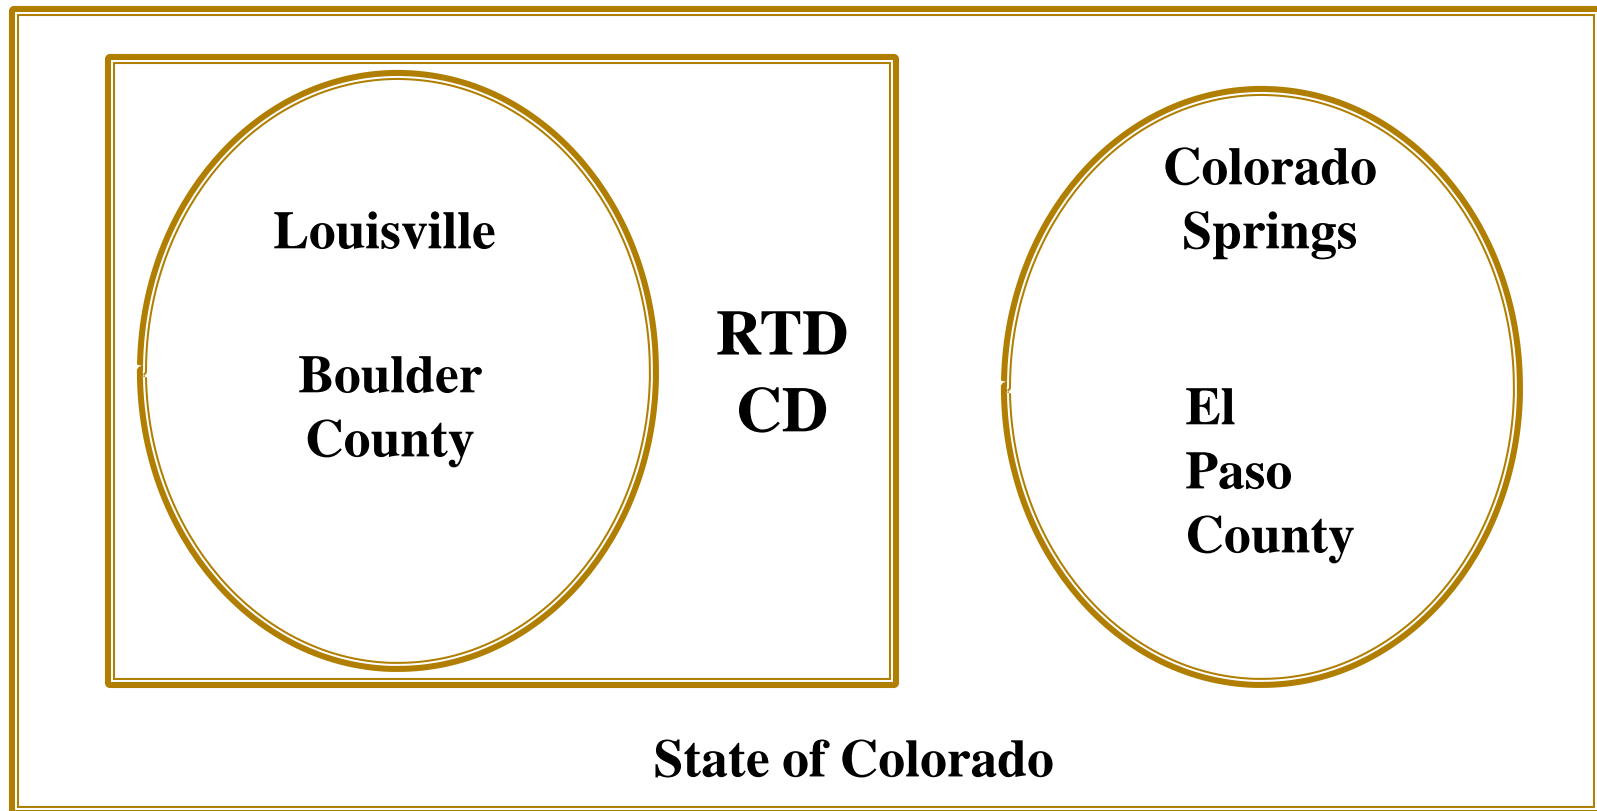 Louisville
Boulder
County
RTD
CD
Colorado
Springs
El
Paso
County
State of Colorado